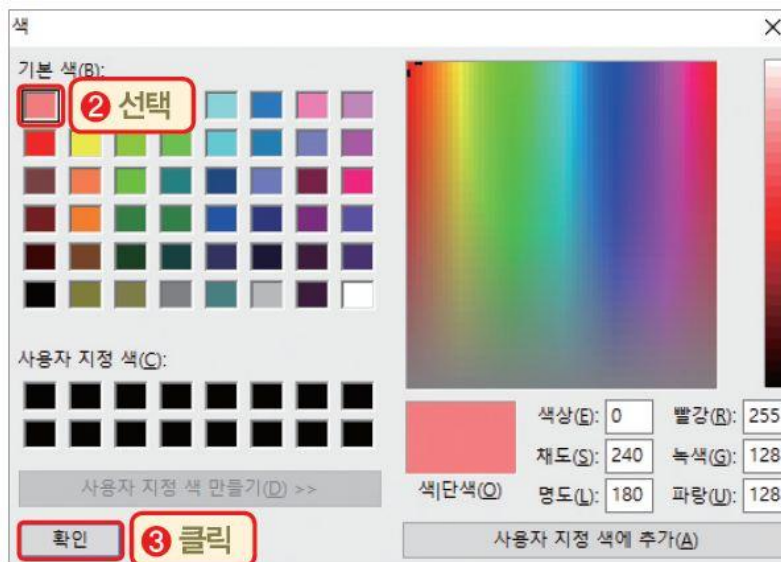 색
기본 색(B):
❷ 선택
사용자 지정 색(C):
사용자 지정 색 만들기(D) >>
확인
❸ 클릭
색|단색(O)
색상(E): 0
빨강(R): 255
채도(S): 240
녹색(G): 128
명도(L): 180
파랑(U): 128
사용자 지정 색에 추가(A)